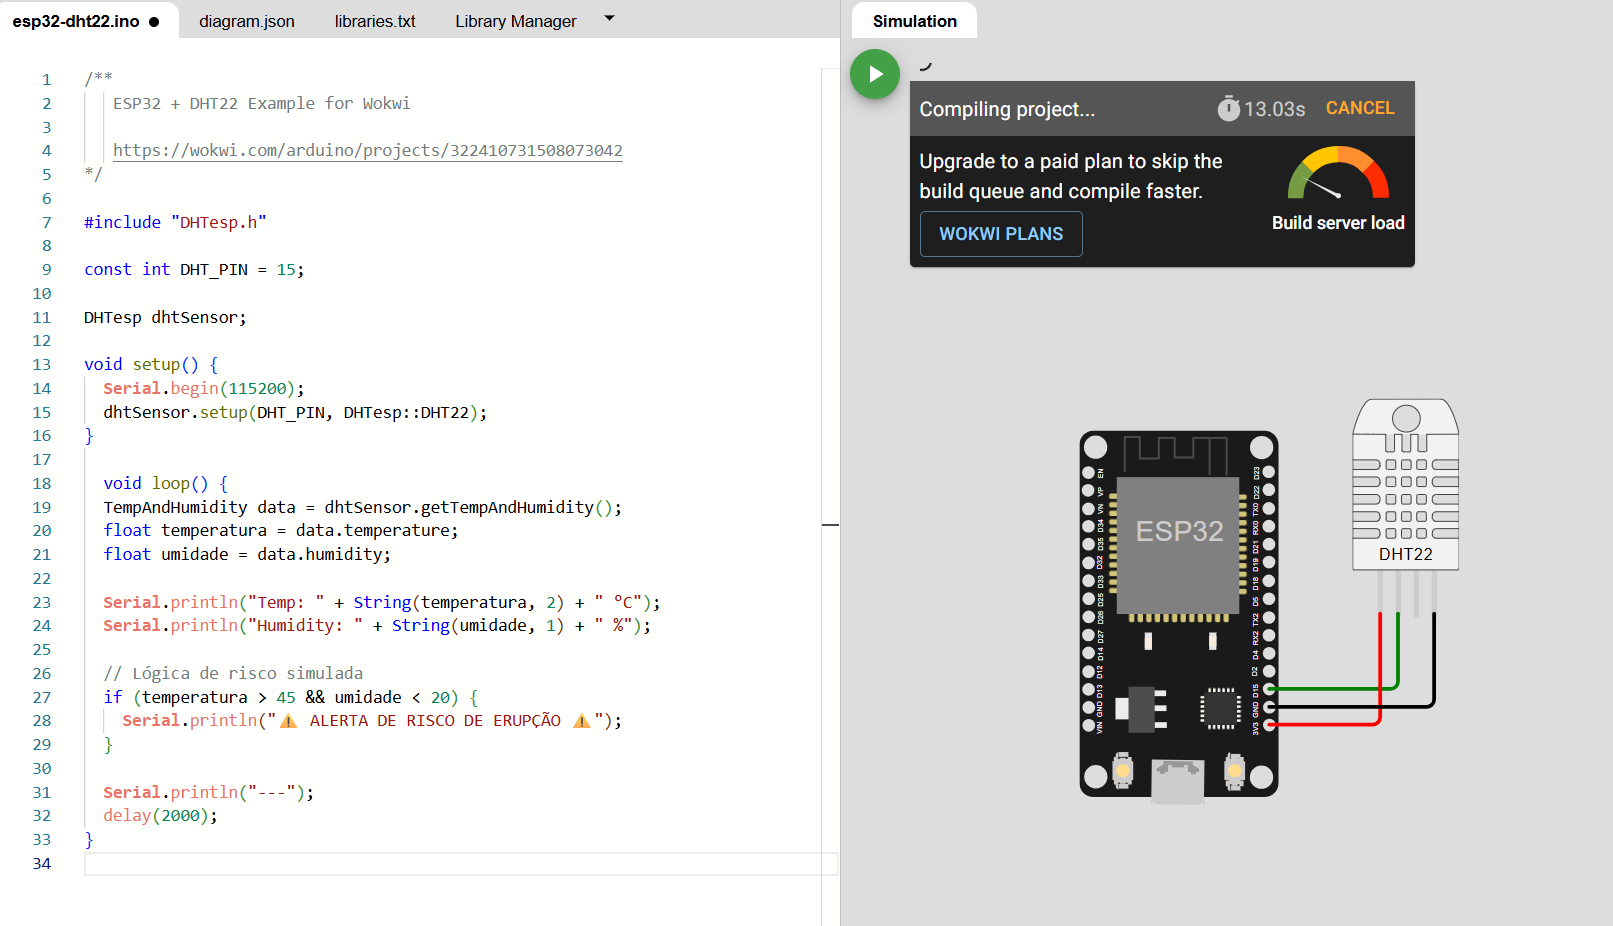 esp32-dht22.ino ●
diagram.json
libraries.txt
Library Manager
Simulation
1 /**
2 ESP32 + DHT22 Example for Wokwi
3
4 https://wokwi.com/arduino/projects/322410731508073042
5 */
6
7 #include "DHTesp.h"
8
9 const int DHT_PIN = 15;
10
11 DHTesp dhtSensor;
12
13 void setup() {
14 Serial.begin(115200);
15 dhtSensor.setup(DHT_PIN, DHTesp::DHT22);
16 }
17
18 void loop() {
19 TempAndHumidity data = dhtSensor.getTempAndHumidity();
20 float temperatura = data.temperature;
21 float umidade = data.humidity;
22
23 Serial.println("Temp: " + String(temperatura, 2) + " °C");
24 Serial.println("Humidity: " + String(umidade, 1) + " %");
25
26 // Lógica de risco simulada
27 if (temperatura > 45 && umidade < 20) {
28 Serial.println("⚠️ ALERTA DE RISCO DE ERUPÇÃO ⚠️");
29 }
30
31 Serial.println("---");
32 delay(2000);
33 }
34
Compiling project...
13.03s
CANCEL
Upgrade to a paid plan to skip the
build queue and compile faster.
WOKWI PLANS
Build server load
ESP32
EN
VP
VN
D34
D35
D32
D33
D25
D26
D27
D14
D12
D13
GND
VIN
D23
D22
TX0
RX0
D21
D19
D18
D5
TX2
RX2
D4
D2
D15
GND
3V3
DHT22